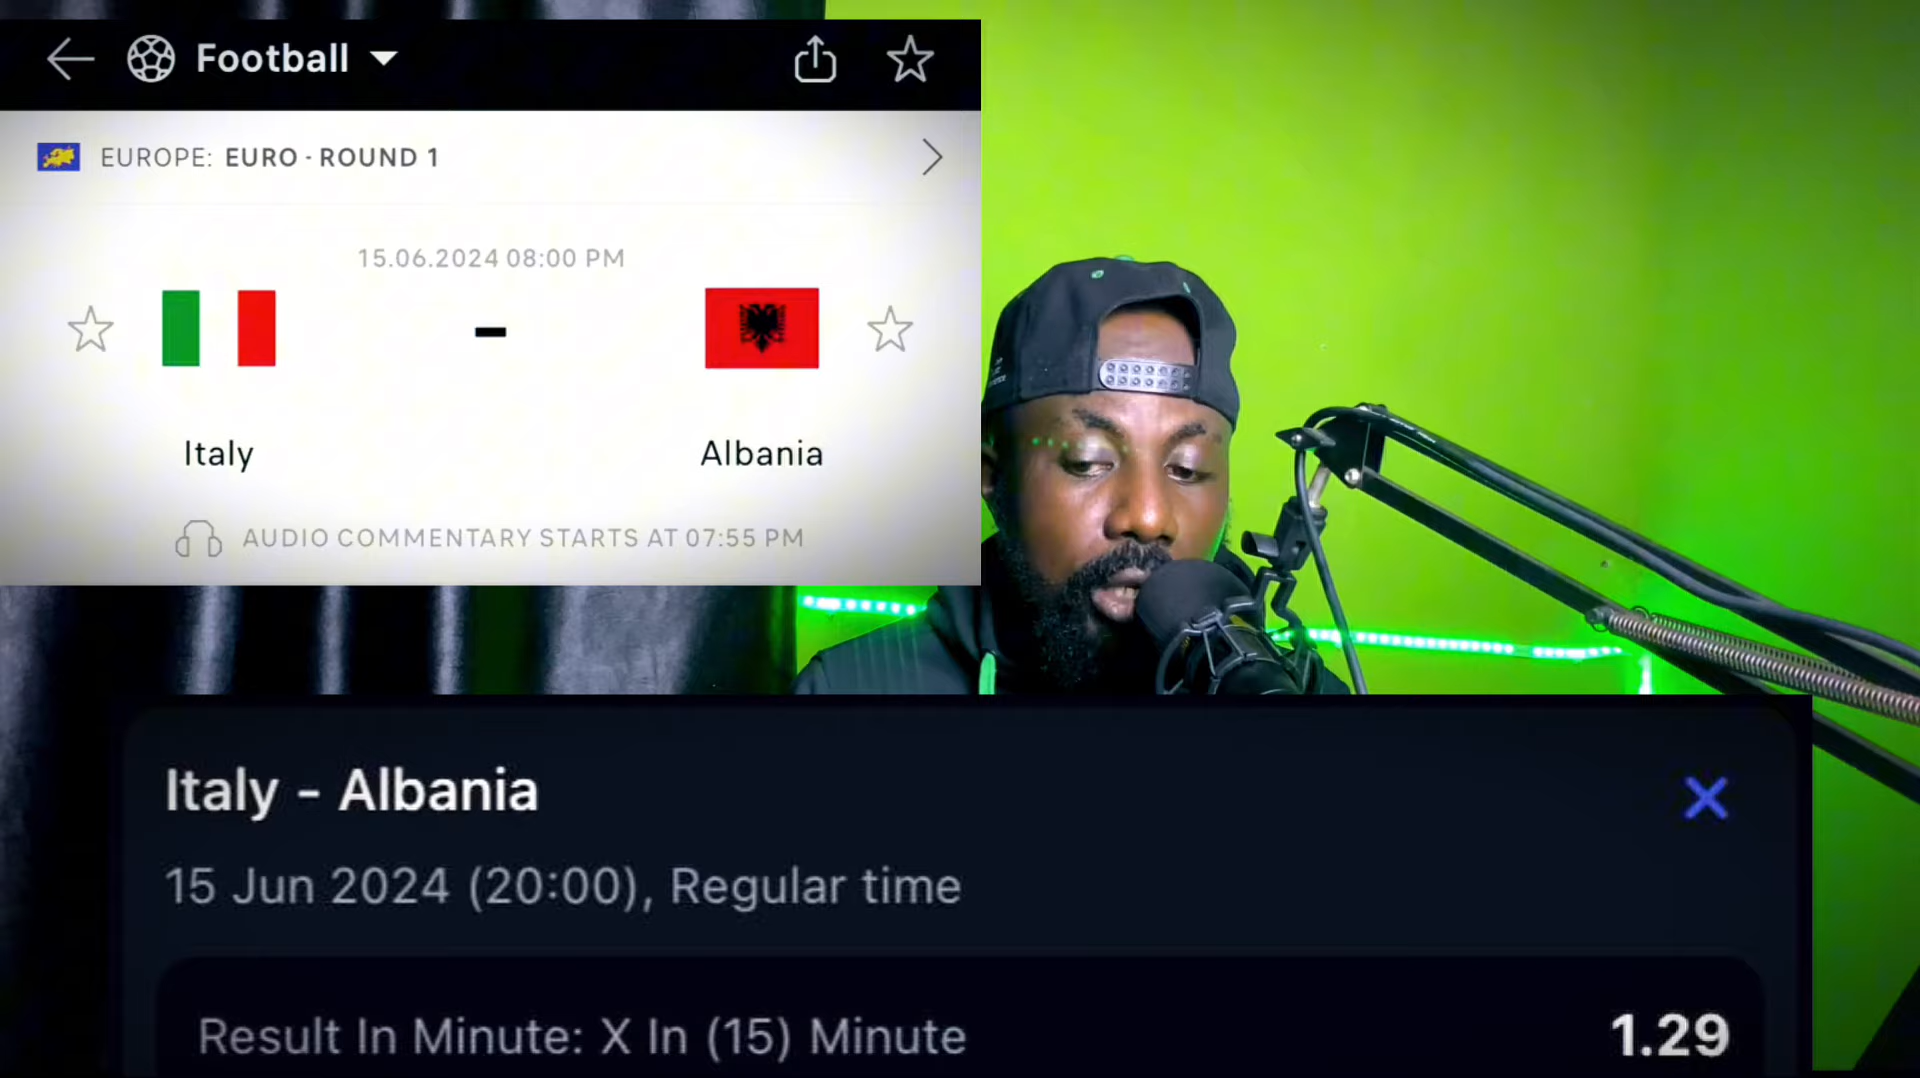 Football
EUROPE: EURO · ROUND 1
15.06.2024 08:00 PM
Italy
Albania
AUDIO COMMENTARY STARTS AT 07:55 PM
Italy - Albania
15 Jun 2024 (20:00), Regular time
Result In Minute: X In (15) Minute
1.29